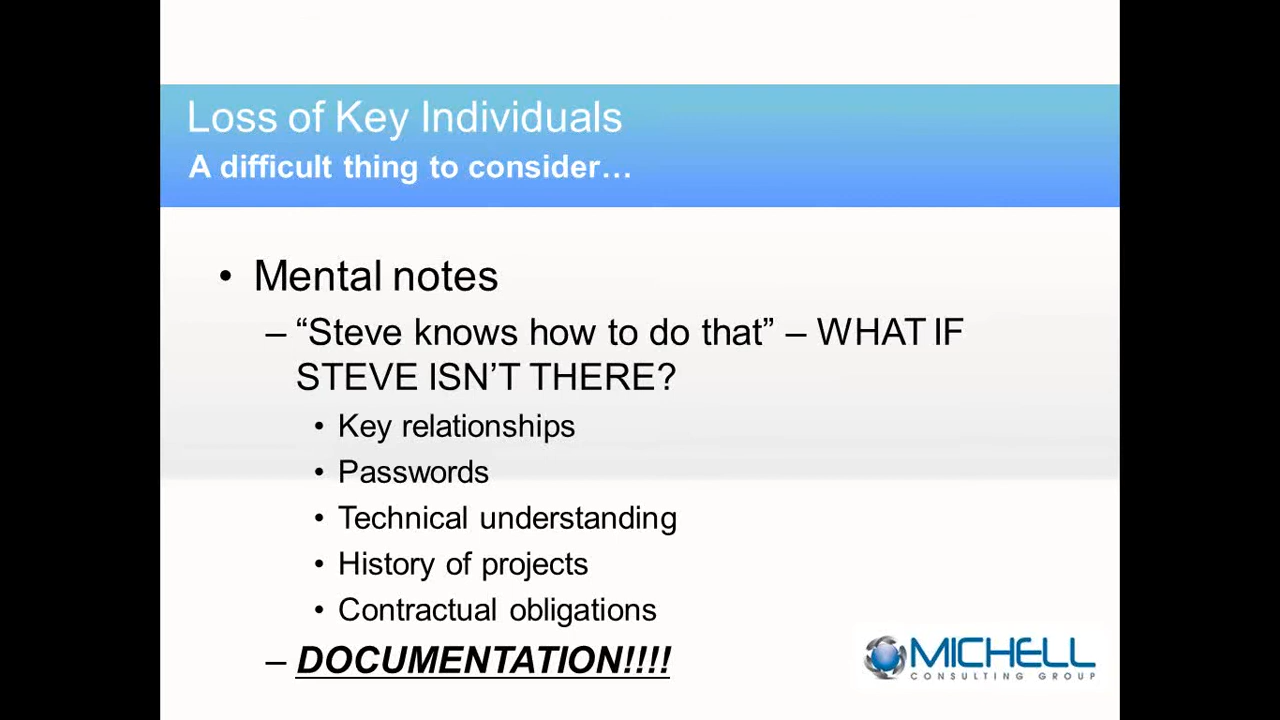 Loss of Key Individuals
A difficult thing to consider…
• Mental notes
– “Steve knows how to do that” – WHAT IF
STEVE ISN’T THERE?
• Key relationships
• Passwords
• Technical understanding
• History of projects
• Contractual obligations
– DOCUMENTATION!!!!
MICHELL
CONSULTING GROUP